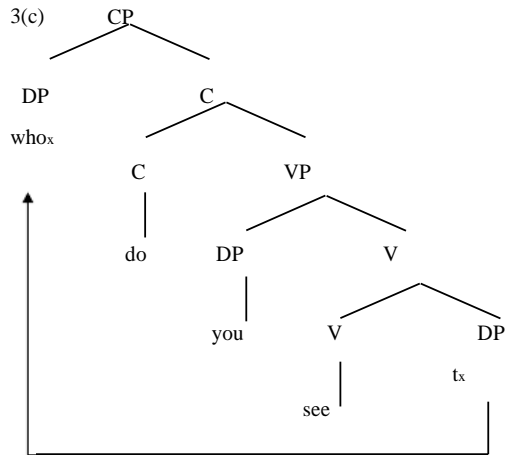 3(c) CP
DP C
whox
C VP
do DP V
you V DP
tx
see